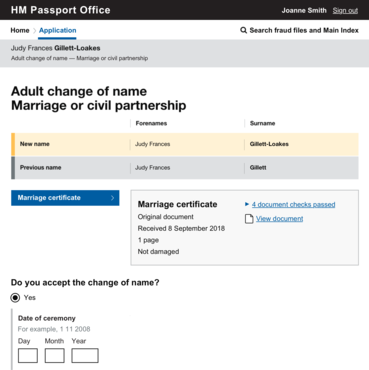 HM Passport Office
Joanne Smith Sign out
Home > Application
Search fraud files and Main Index
Judy Frances Gillett-Loakes
Adult change of name — Marriage or civil partnership
Adult change of name
Marriage or civil partnership
Forenames Surname
New name Judy Frances Gillett-Loakes
Previous name Judy Frances Gillett
Marriage certificate
Marriage certificate
Original document
Received 8 September 2018
1 page
Not damaged
4 document checks passed
View document
Do you accept the change of name?
Yes
Date of ceremony
For example, 1 11 2008
Day Month Year